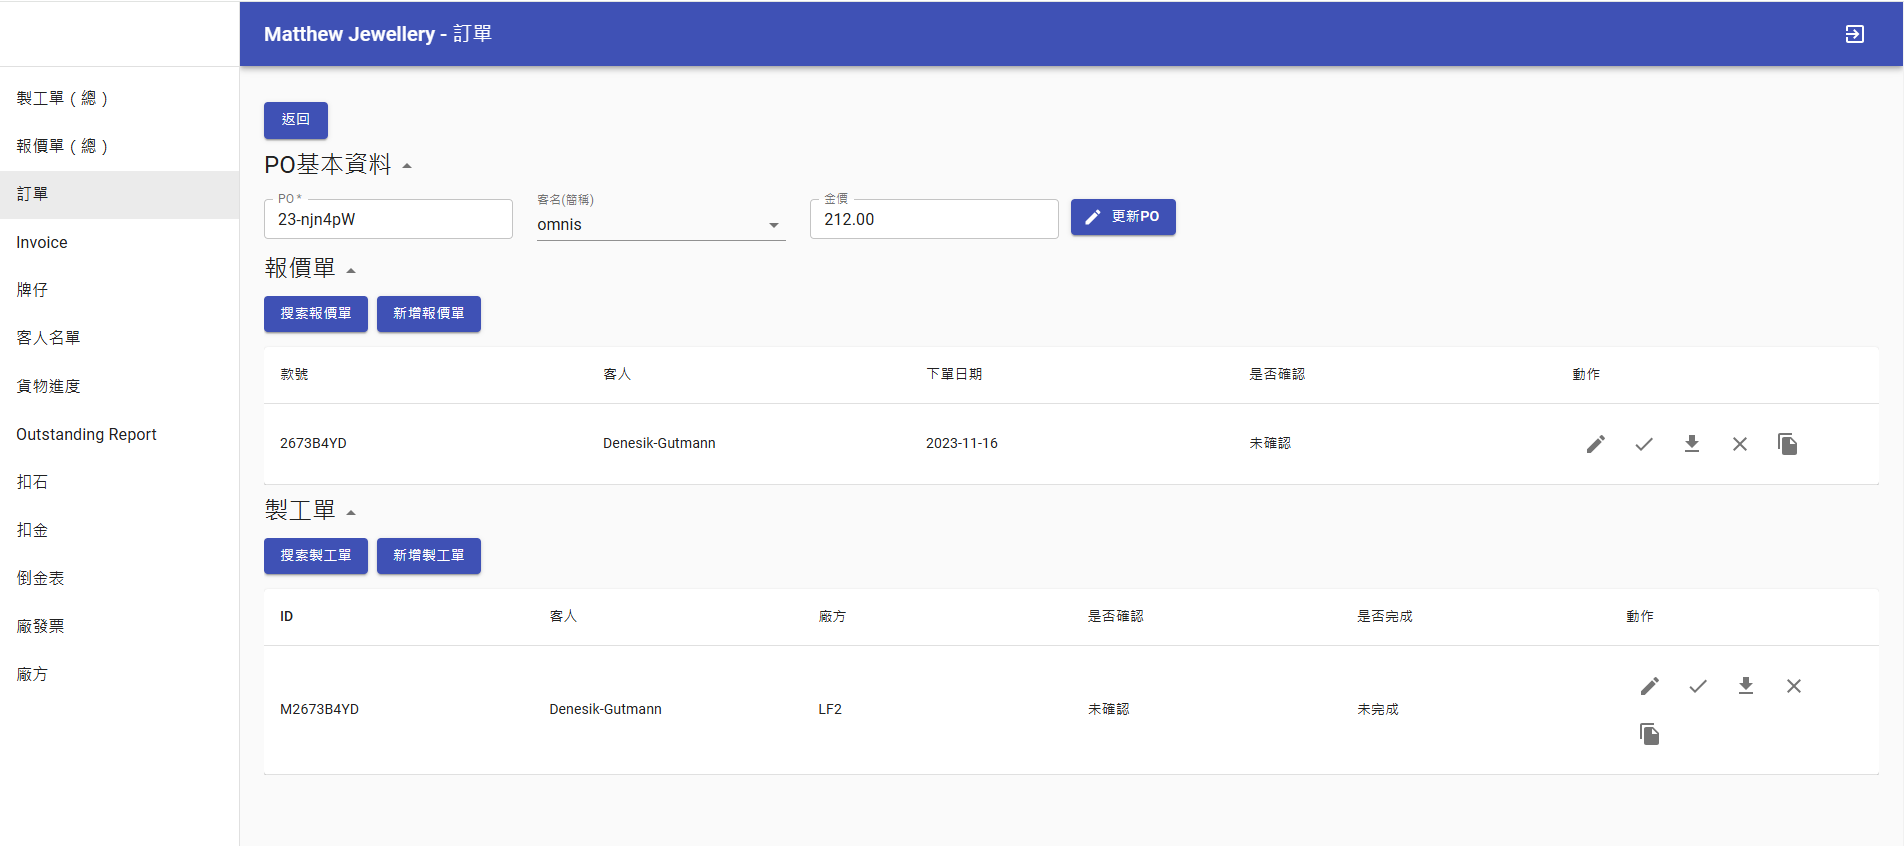 Matthew Jewellery - 訂單
製工單 ( 總 )
報價單 ( 總 )
訂單
Invoice
牌仔
客人名單
貨物進度
Outstanding Report
扣石
扣金
倒金表
廠發票
廠方
返回
PO基本資料
PO * 客名(簡稱) 金價
23-njn4pW omnis 212.00 更新PO
報價單
搜索報價單 新增報價單
款號 客人 下單日期 是否確認 動作
2673B4YD Denesik-Gutmann 2023-11-16 未確認
製工單
搜索製工單 新增製工單
ID 客人 廠方 是否確認 是否完成 動作
M2673B4YD Denesik-Gutmann LF2 未確認 未完成